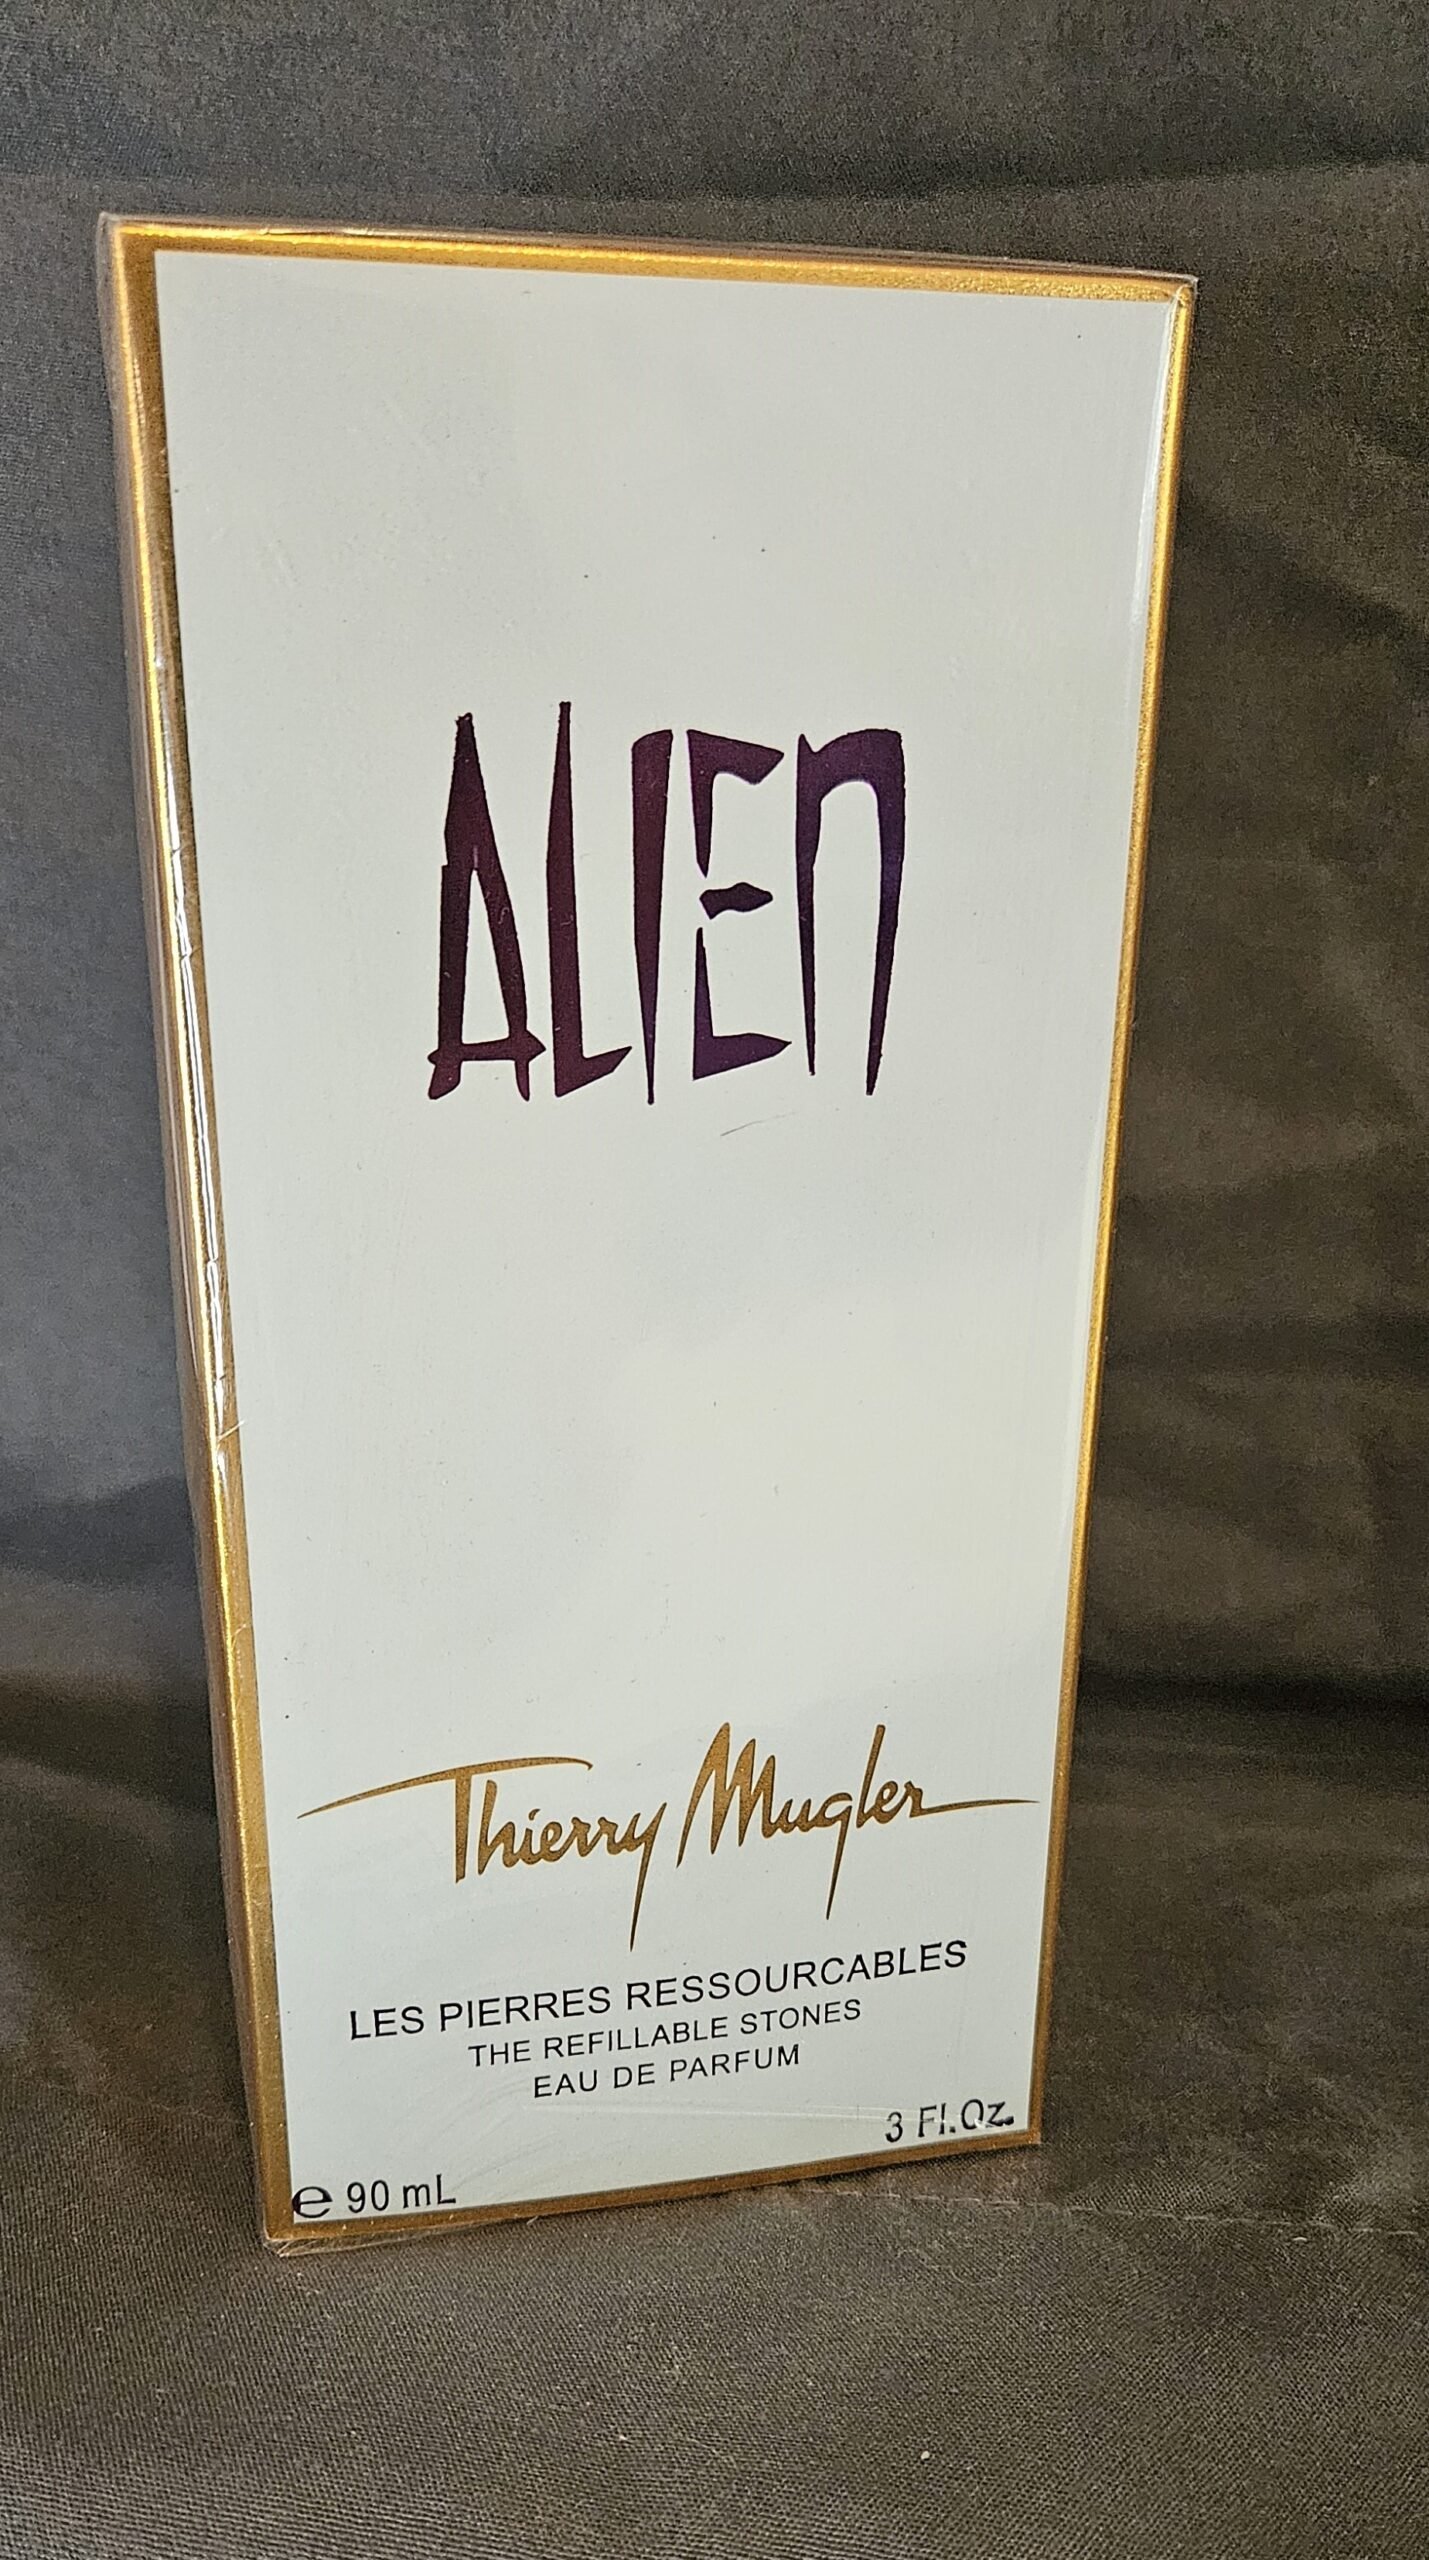 ALIEN
Thierry Mugler
LES PIERRES RESSOURCABLES
THE REFILLABLE STONES
EAU DE PARFUM
3 Fl.Oz.
e 90 mL